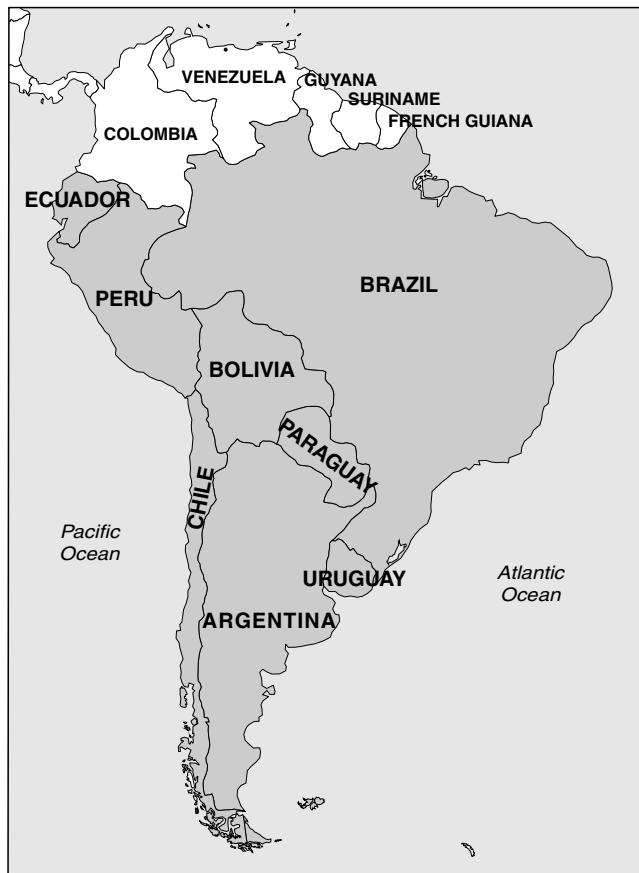 VENEZUELA
GUYANA
SURINAME
FRENCH GUIANA
COLOMBIA
ECUADOR
PERU
BRAZIL
BOLIVIA
PARAGUAY
CHILE
Pacific
Ocean
URUGUAY
Atlantic
Ocean
ARGENTINA